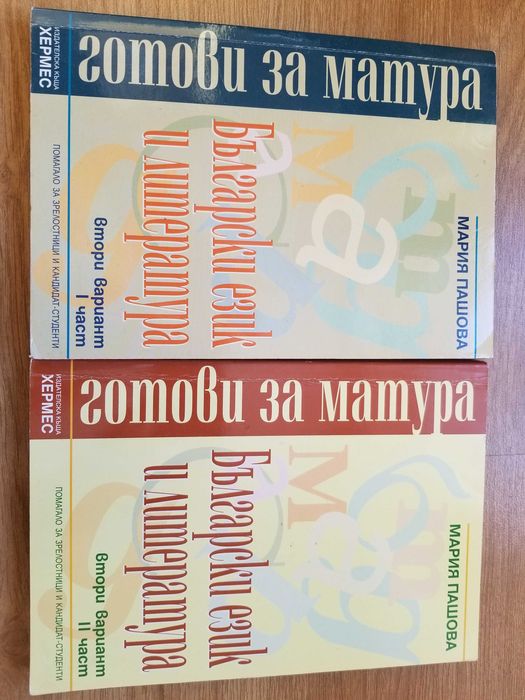 готови за матура
МАРИЯ ПАШОВА
Български език
и литература
втори вариант
I част
ПОМАГАЛО ЗА ЗРЕЛОСТНИЦИ И КАНДИДАТ-СТУДЕНТИ
ИЗДАТЕЛСКА КЪЩА
ХЕРМЕС
готови за матура
МАРИЯ ПАШОВА
Български език
и литература
втори вариант
II част
ПОМАГАЛО ЗА ЗРЕЛОСТНИЦИ И КАНДИДАТ-СТУДЕНТИ
ИЗДАТЕЛСКА КЪЩА
ХЕРМЕС